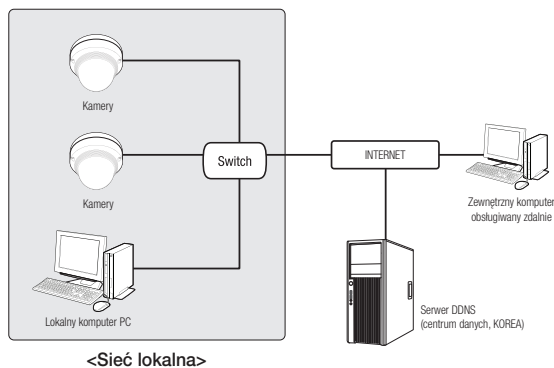 Kamery
Kamery
Switch
INTERNET
Zewnętrzny komputer
obsługiwany zdalnie
Lokalny komputer PC
Serwer DDNS
(centrum danych, KOREA)
<Sieć lokalna>